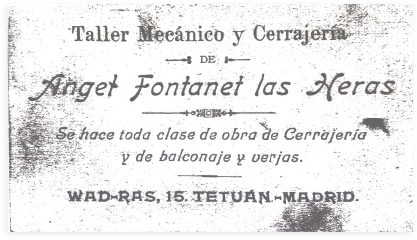 Taller Mecánico y Cerrajería
DE
Angel Fontanet las Heras
Se hace toda clase de obra de Cerrajería
y de balconaje y verjas.
WAD-RAS, 15. TETUÁN.-MADRID.